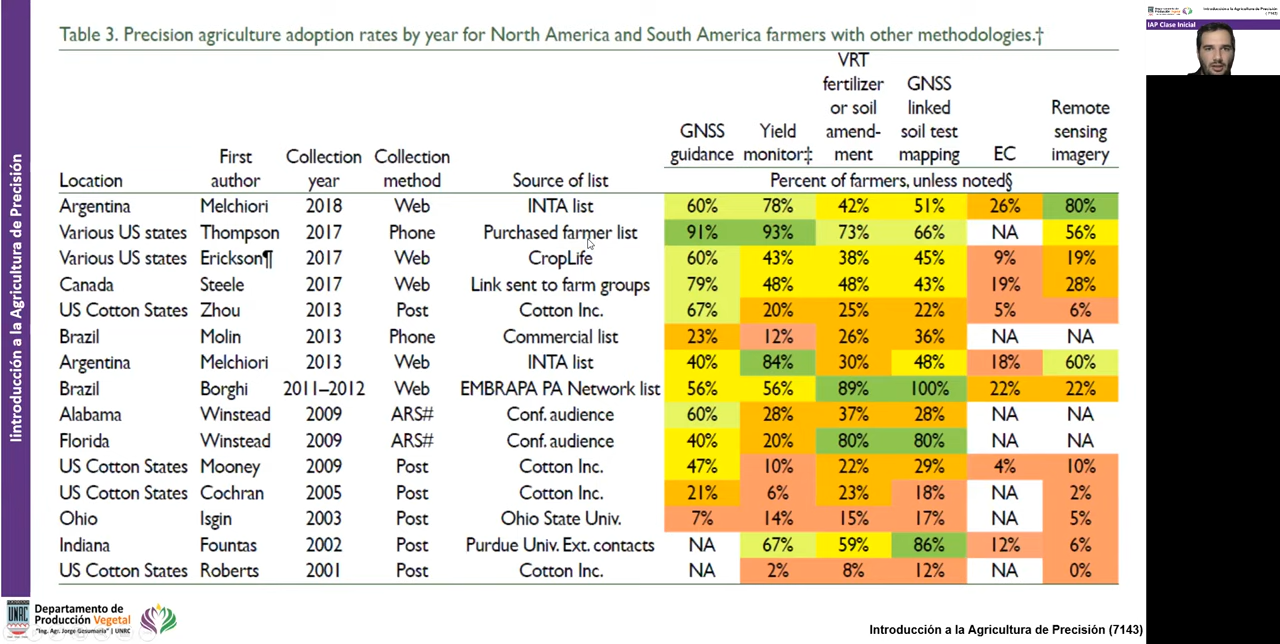 Table 3. Precision agriculture adoption rates by year for North America and South America farmers with other methodologies.†
Location First author Collection year Collection method Source of list GNSS guidance Yield monitor‡ VRT fertilizer or soil amend-ment GNSS linked soil test mapping EC Remote sensing imagery
Percent of farmers, unless noted§
Argentina Melchiori 2018 Web INTA list 60% 78% 42% 51% 26% 80%
Various US states Thompson 2017 Phone Purchased farmer list 91% 93% 73% 66% NA 56%
Various US states Erickson¶ 2017 Web CropLife 60% 43% 38% 45% 9% 19%
Canada Steele 2017 Web Link sent to farm groups 79% 48% 48% 43% 19% 28%
US Cotton States Zhou 2013 Post Cotton Inc. 67% 20% 25% 22% 5% 6%
Brazil Molin 2013 Phone Commercial list 23% 12% 26% 36% NA NA
Argentina Melchiori 2013 Web INTA list 40% 84% 30% 48% 18% 60%
Brazil Borghi 2011–2012 Web EMBRAPA PA Network list 56% 56% 89% 100% 22% 22%
Alabama Winstead 2009 ARS# Conf. audience 60% 28% 37% 28% NA NA
Florida Winstead 2009 ARS# Conf. audience 40% 20% 80% 80% NA NA
US Cotton States Mooney 2009 Post Cotton Inc. 47% 10% 22% 29% 4% 10%
US Cotton States Cochran 2005 Post Cotton Inc. 21% 6% 23% 18% NA 2%
Ohio Isgin 2003 Post Ohio State Univ. 7% 14% 15% 17% NA 5%
Indiana Fountas 2002 Post Purdue Univ. Ext. contacts NA 67% 59% 86% 12% 6%
US Cotton States Roberts 2001 Post Cotton Inc. NA 2% 8% 12% NA 0%
Iintroducción a la Agricultura de Precisión
UNRC
Departamento de
Producción Vegetal
"Ing. Agr. Jorge Gesumaría" | UNRC
Introducción a la Agricultura de Precisión (7143)
Introducción a la Agricultura de Precisión
(7143)
IAP Clase Inicial
Departamento de
Producción Vegetal